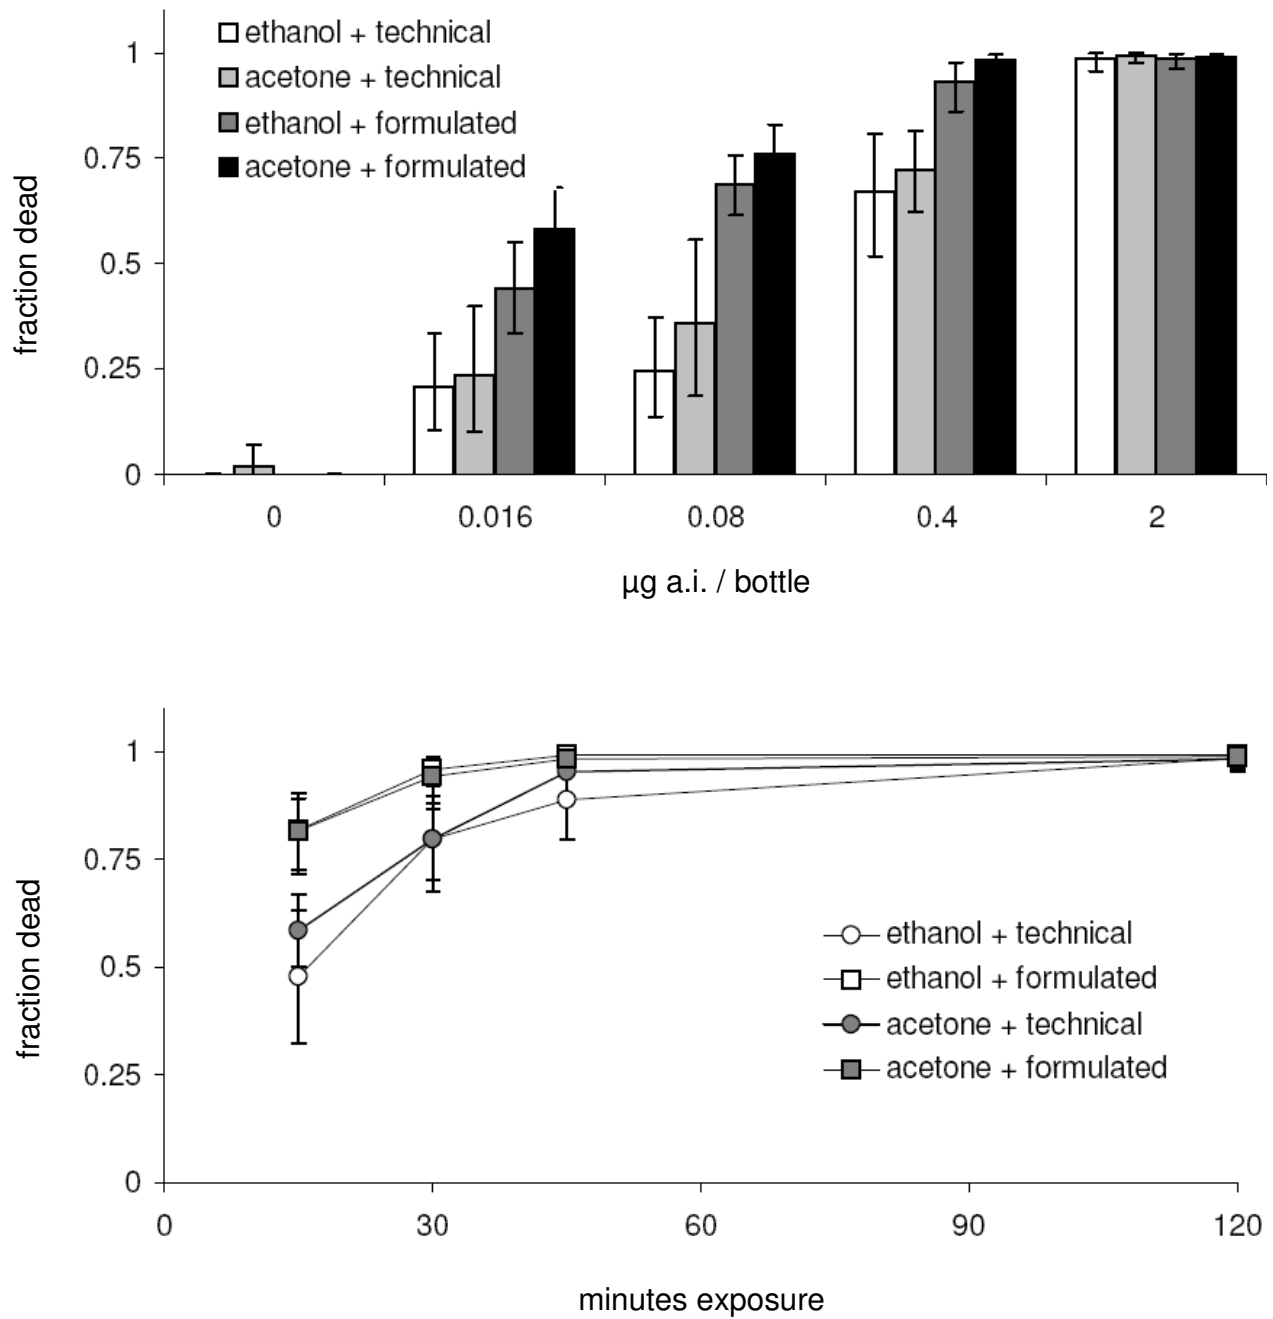 ethanol + technical
acetone + technical
ethanol + formulated
acetone + formulated
1
0.75
0.5
0.25
0
fraction dead
0 0.016 0.08 0.4 2
µg a.i. / bottle
1
0.75
0.5
0.25
0
fraction dead
ethanol + technical
ethanol + formulated
acetone + technical
acetone + formulated
0 30 60 90 120
minutes exposure